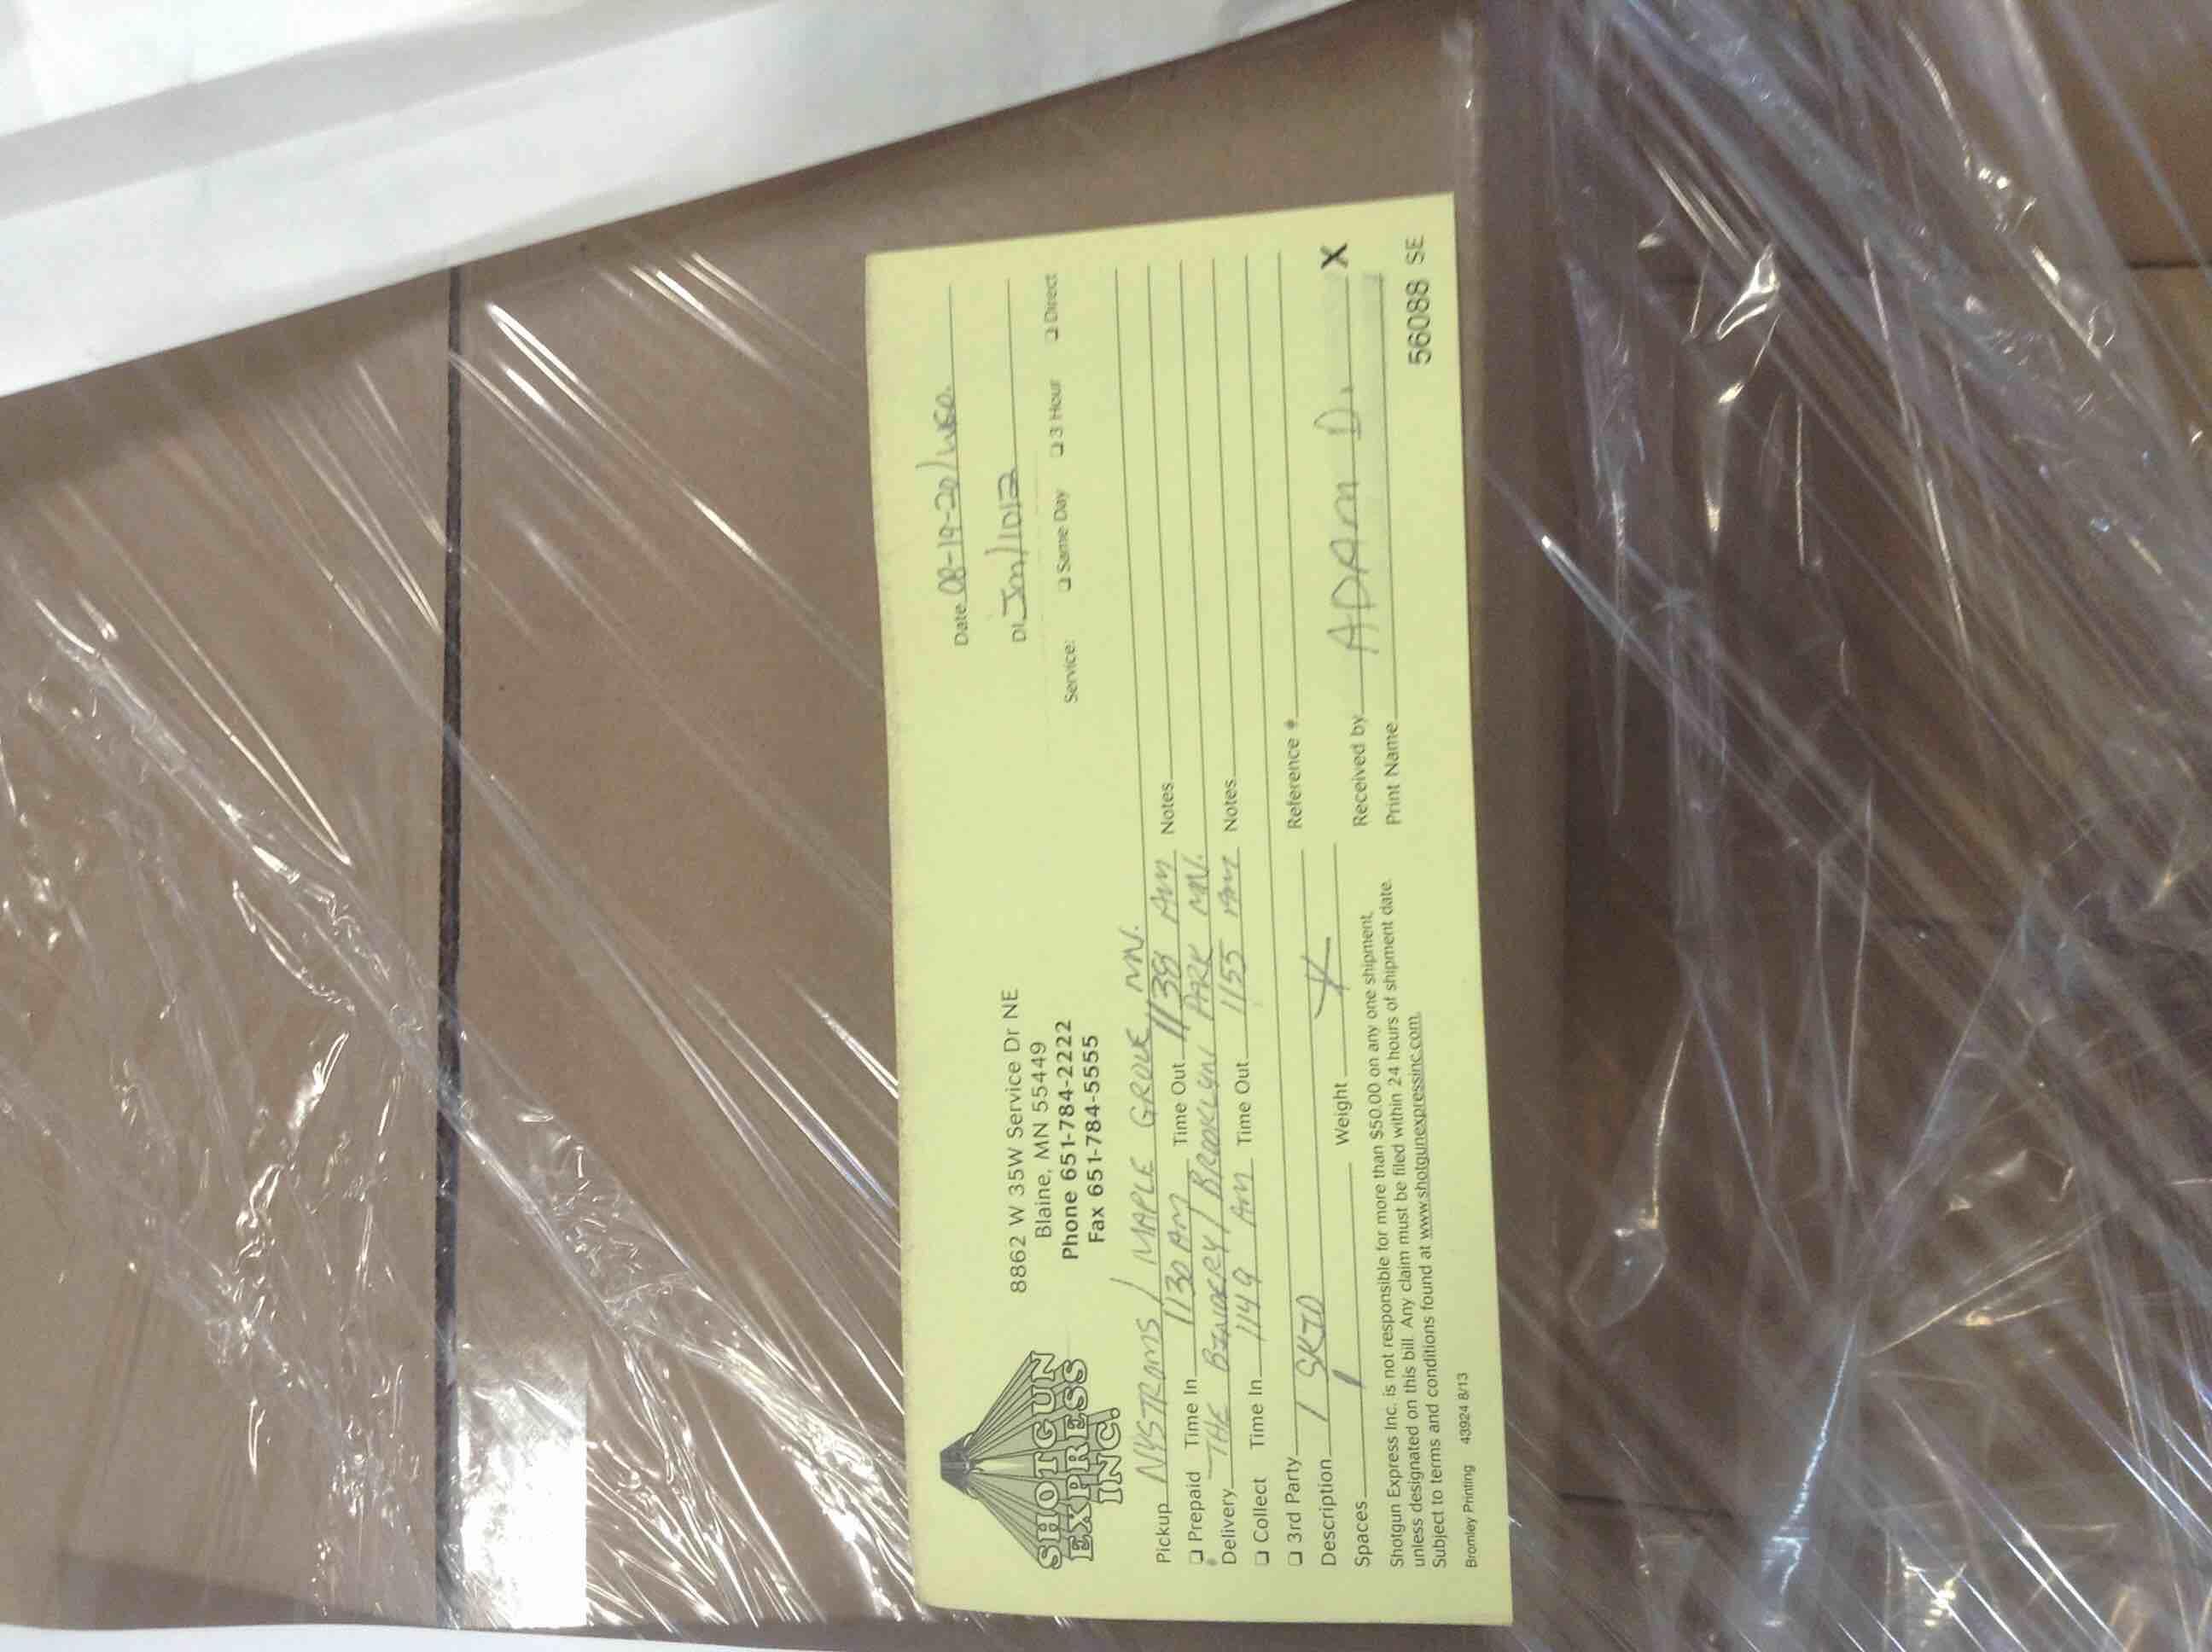 SHOTGUN
EXPRESS
INC.
8862 W 35W Service Dr NE
Blaine, MN 55449
Phone 651-784-2222
Fax 651-784-5555
Date 08-19-20/WED.
D# Jm/1012
Service: ❑ Same Day ❑ 3 Hour ❑ Direct
Pickup NYSTROMS / MAPLE GROVE, MN.
❑ Prepaid Time In 1130 AM Time Out 1138 AM Notes
Delivery THE BINDERY / BROOKLYN PARK MN.
❑ Collect Time In 1149 AM Time Out 1155 AM Notes
❑ 3rd Party Reference #
Description 1 SKID
Spaces 1 Weight
Received by ADAM D. X
Print Name
Shotgun Express Inc. is not responsible for more than $50.00 on any one shipment,
unless designated on this bill. Any claim must be filed within 24 hours of shipment date.
Subject to terms and conditions found at www.shotgunexpressinc.com.
Bromley Printing 43924 8/13
56088 SE